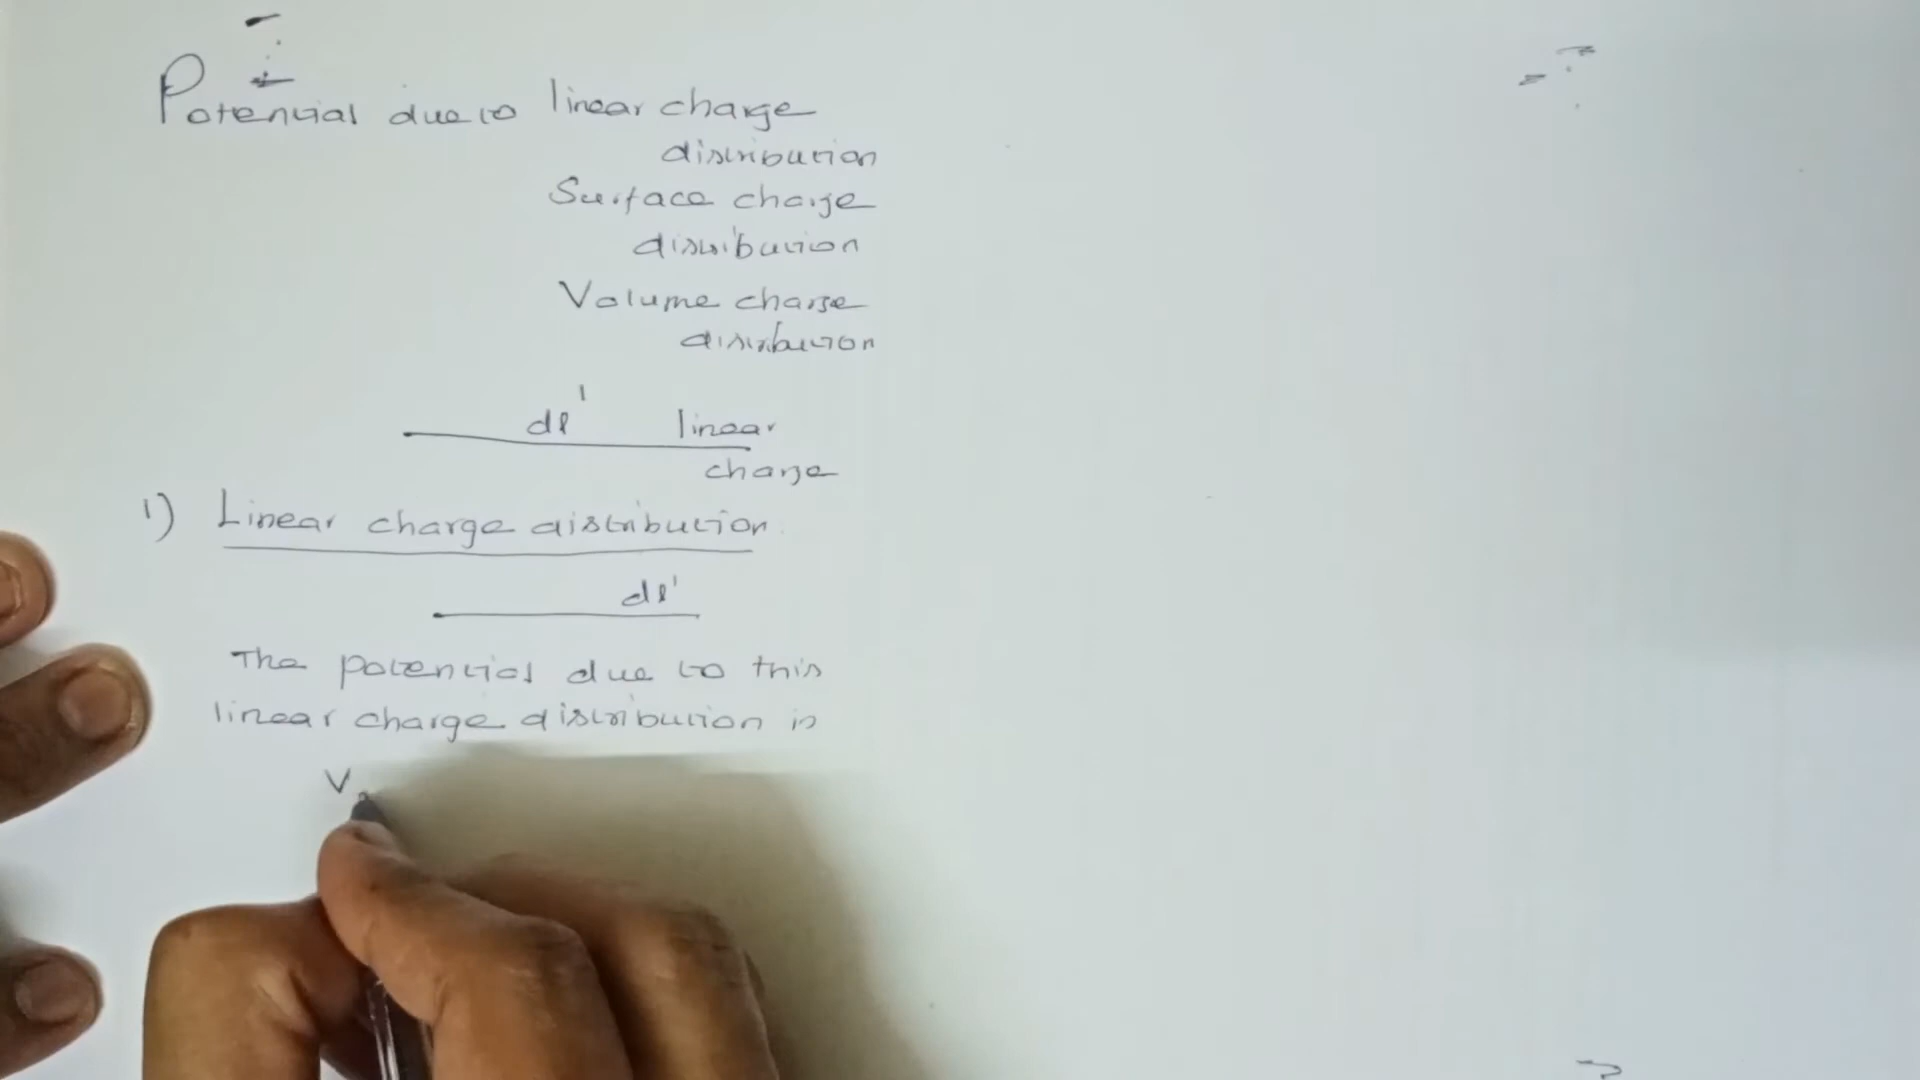 Potential due to linear charge
distribution
Surface charge
distribution
Volume charge
distribution
dl' linear
charge
1) Linear charge distribution
dl'
The potential due to this
linear charge distribution is
V